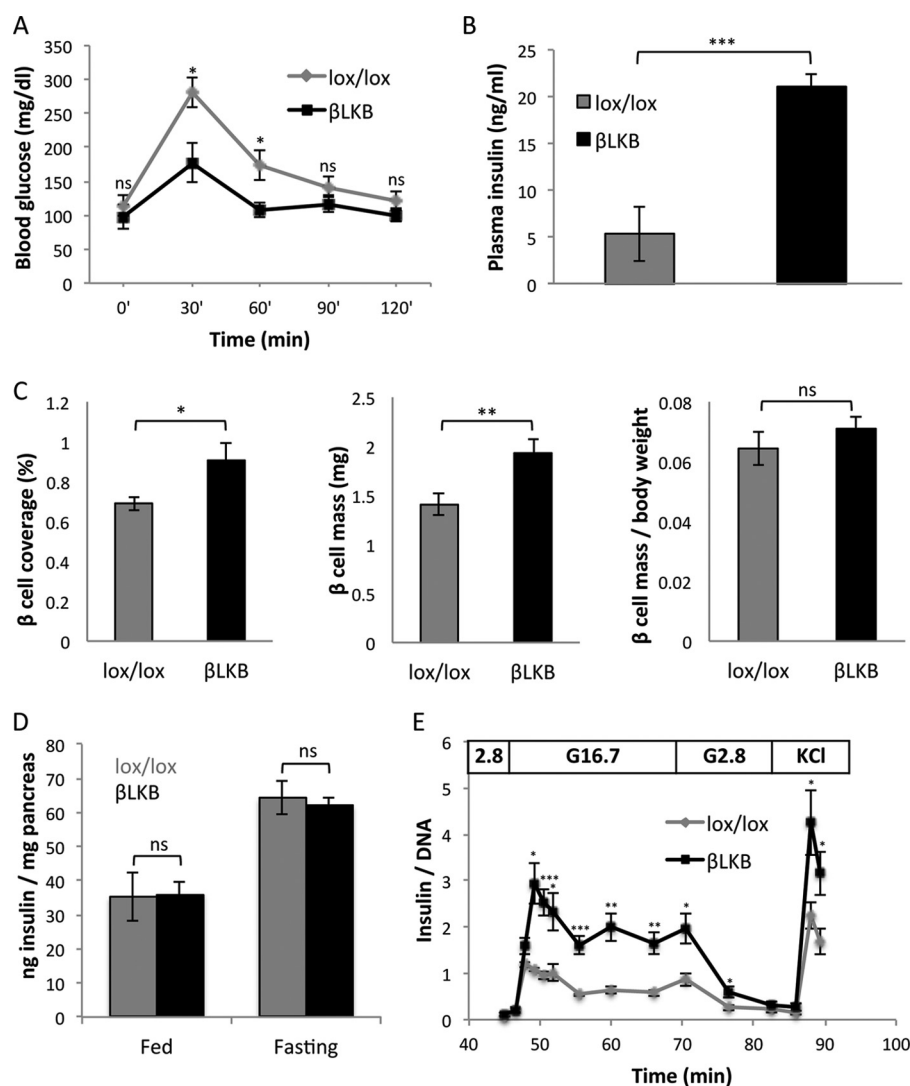 A
Blood glucose (mg/dl)
350
300
250
200
150
100
50
0
ns
*
*
ns
ns
lox/lox
βLKB
0' 30' 60' 90' 120'
Time (min)
B
Plasma insulin (ng/ml)
25
20
15
10
5
0
***
lox/lox
βLKB
C
β cell coverage (%)
1.2
1
0.8
0.6
0.4
0.2
0
*
lox/lox βLKB
β cell mass (mg)
2.5
2
1.5
1
0.5
0
**
lox/lox βLKB
β cell mass / body weight
0.08
0.06
0.04
0.02
0
ns
lox/lox βLKB
D
ng insulin / mg pancreas
80
70
60
50
40
30
20
10
0
lox/lox
βLKB
ns
ns
Fed Fasting
E
2.8 G16.7 G2.8 KCl
Insulin / DNA
6
5
4
3
2
1
0
lox/lox
βLKB
*
***
*
***
**
**
*
*
*
*
40 50 60 70 80 90 100
Time (min)